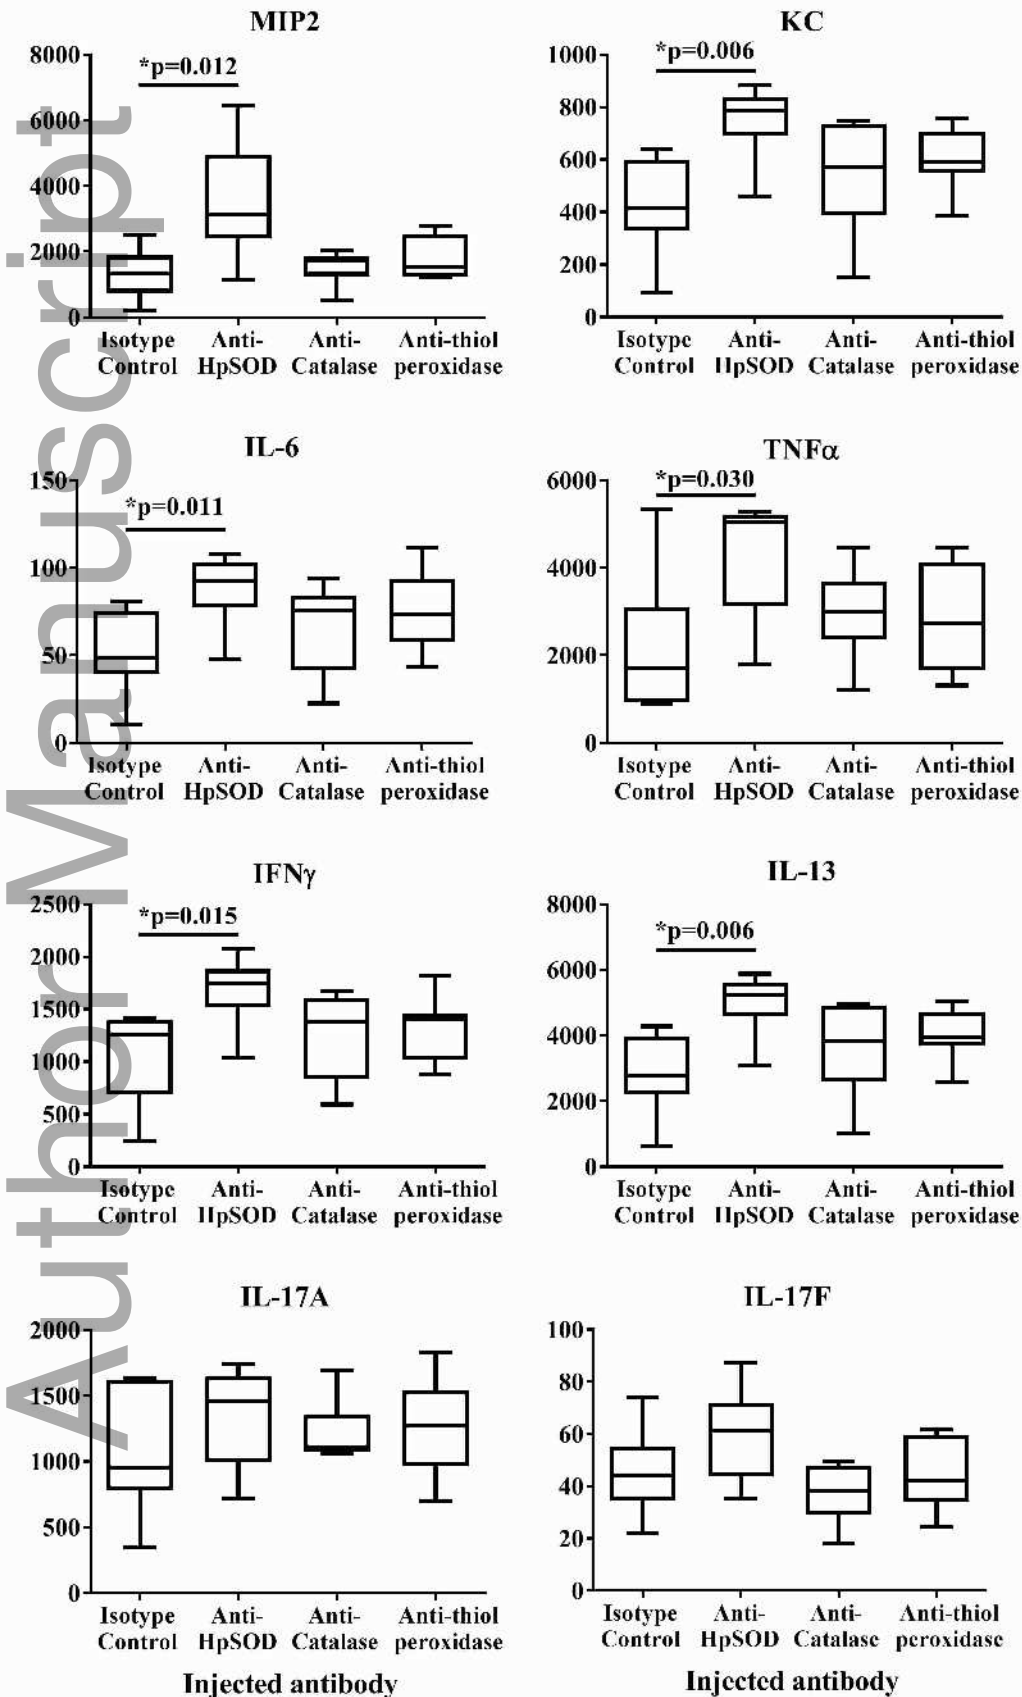 MIP2
8000
*p=0.012
6000
4000
2000
0
Isotype Control
Anti-HpSOD
Anti-Catalase
Anti-thiol peroxidase
KC
1000
*p=0.006
800
600
400
200
0
Isotype Control
Anti-HpSOD
Anti-Catalase
Anti-thiol peroxidase
IL-6
150
*p=0.011
100
50
0
Isotype Control
Anti-HpSOD
Anti-Catalase
Anti-thiol peroxidase
TNFα
6000
*p=0.030
4000
2000
0
Isotype Control
Anti-HpSOD
Anti-Catalase
Anti-thiol peroxidase
IFNγ
2500
*p=0.015
2000
1500
1000
500
0
Isotype Control
Anti-HpSOD
Anti-Catalase
Anti-thiol peroxidase
IL-13
8000
*p=0.006
6000
4000
2000
0
Isotype Control
Anti-HpSOD
Anti-Catalase
Anti-thiol peroxidase
IL-17A
2000
1500
1000
500
0
Isotype Control
Anti-HpSOD
Anti-Catalase
Anti-thiol peroxidase
Injected antibody
IL-17F
100
80
60
40
20
0
Isotype Control
Anti-HpSOD
Anti-Catalase
Anti-thiol peroxidase
Injected antibody
Author Manuscript